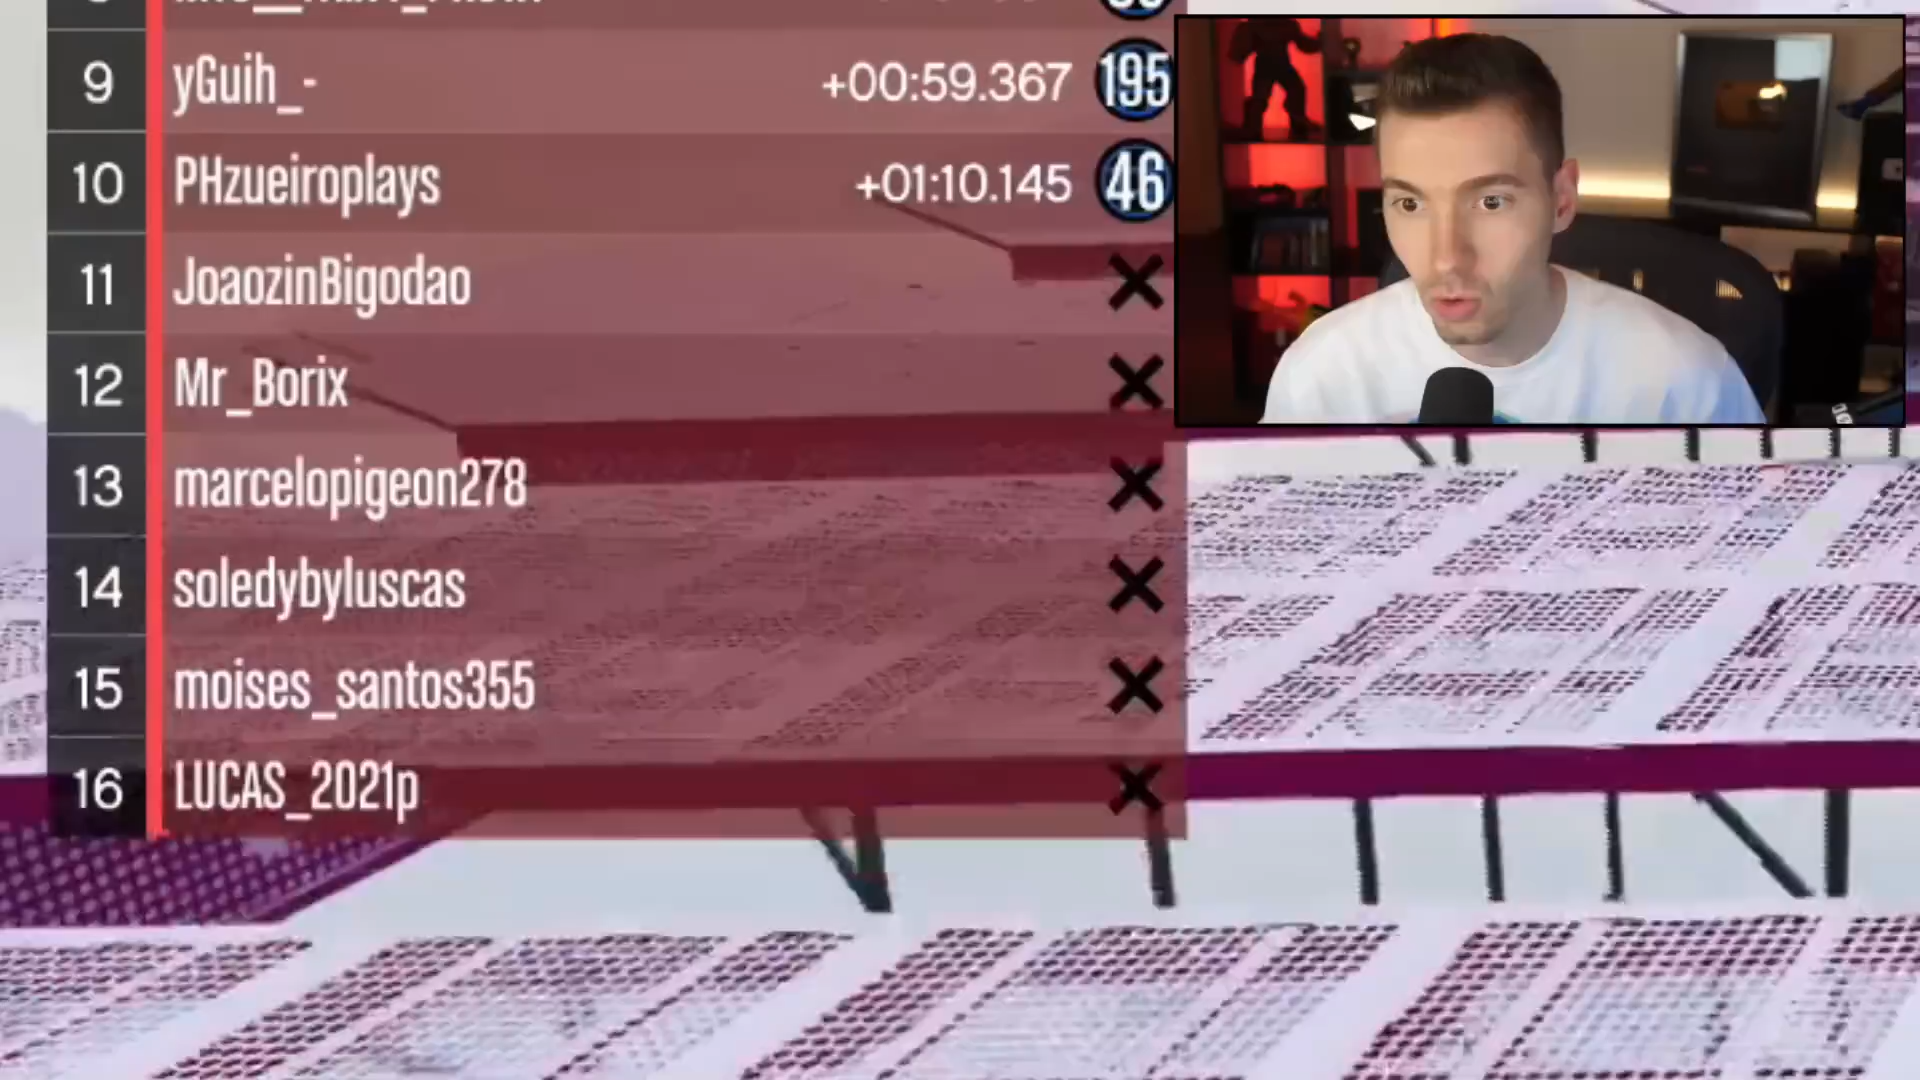 9 yGuih_- +00:59.367 195
10 PHzueiroplays +01:10.145 46
11 JoaozinBigodao
12 Mr_Borix
13 marcelopigeon278
14 soledybyluscas
15 moises_santos355
16 LUCAS_2021p